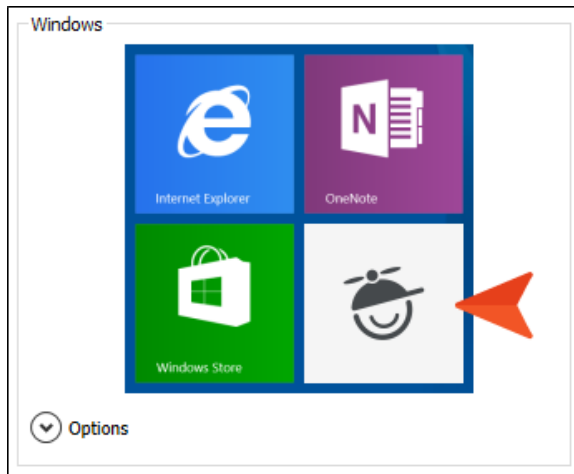 Windows
Internet Explorer
N
OneNote
Windows Store
Options